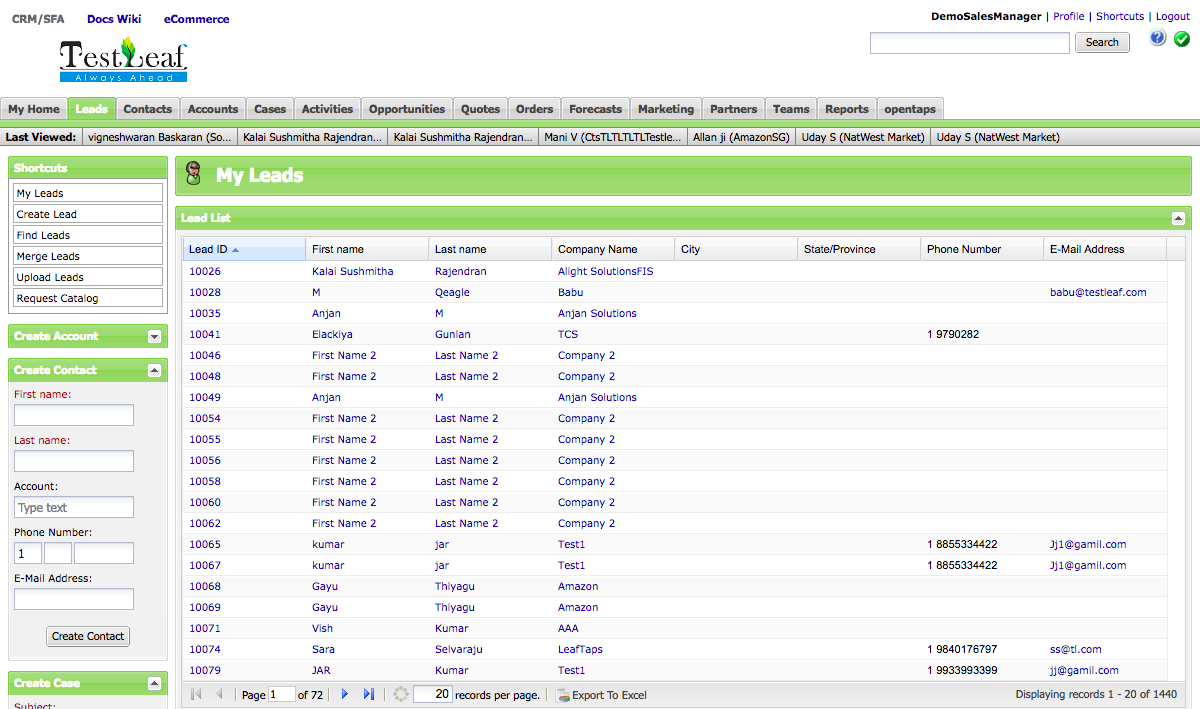 CRM/SFA Docs Wiki eCommerce
DemoSalesManager | Profile | Shortcuts | Logout
TestLeaf
Always Ahead
Search
My Home Leads Contacts Accounts Cases Activities Opportunities Quotes Orders Forecasts Marketing Partners Teams Reports opentaps
Last Viewed: vigneshwaran Baskaran (So... Kalai Sushmitha Rajendran... Kalai Sushmitha Rajendran... Mani V (CtsTLTLTLTLTestle... Allan ji (AmazonSG) Uday S (NatWest Market) Uday S (NatWest Market)
Shortcuts
My Leads
Create Lead
Find Leads
Merge Leads
Upload Leads
Request Catalog
Create Account
Create Contact
First name:
Last name:
Account:
Type text
Phone Number:
1
E-Mail Address:
Create Contact
Create Case
Subject:
My Leads
Lead List
Lead ID First name Last name Company Name City State/Province Phone Number E-Mail Address
10026 Kalai Sushmitha Rajendran Alight SolutionsFIS
10028 M Qeagle Babu babu@testleaf.com
10035 Anjan M Anjan Solutions
10041 Elackiya Gunian TCS 1 9790282
10046 First Name 2 Last Name 2 Company 2
10048 First Name 2 Last Name 2 Company 2
10049 Anjan M Anjan Solutions
10054 First Name 2 Last Name 2 Company 2
10055 First Name 2 Last Name 2 Company 2
10056 First Name 2 Last Name 2 Company 2
10058 First Name 2 Last Name 2 Company 2
10060 First Name 2 Last Name 2 Company 2
10062 First Name 2 Last Name 2 Company 2
10065 kumar jar Test1 1 8855334422 Jj1@gamil.com
10067 kumar jar Test1 1 8855334422 Jj1@gamil.com
10068 Gayu Thiyagu Amazon
10069 Gayu Thiyagu Amazon
10071 Vish Kumar AAA
10074 Sara Selvaraju LeafTaps 1 9840176797 ss@tl.com
10079 JAR Kumar Test1 1 9933993399 jj@gamil.com
Page 1 of 72 20 records per page. Export To Excel Displaying records 1 - 20 of 1440